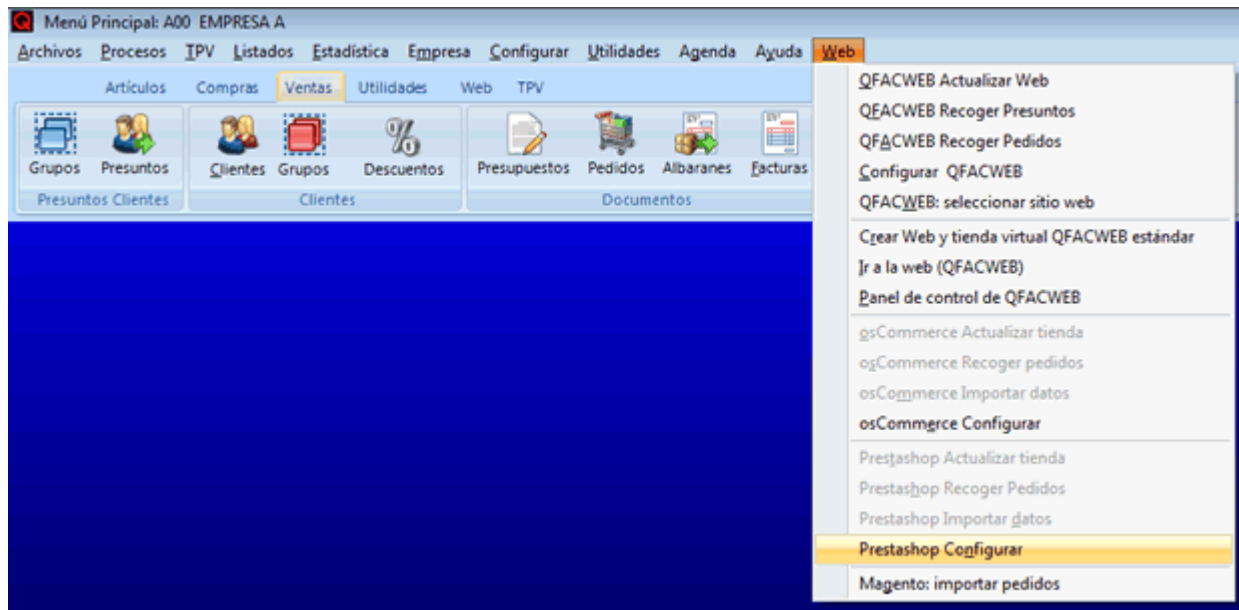 Menú Principal: A00 EMPRESA A
Archivos Procesos TPV Listados Estadística Empresa Configurar Utilidades Agenda Ayuda Web
Artículos Compras Ventas Utilidades Web TPV
Grupos Presuntos Clientes Grupos Descuentos Presupuestos Pedidos Albaranes Facturas
Presuntos Clientes Clientes Documentos
QFACWEB Actualizar Web
QFACWEB Recoger Presuntos
QFACWEB Recoger Pedidos
Configurar QFACWEB
QFACWEB: seleccionar sitio web
Crear Web y tienda virtual QFACWEB estándar
Ir a la web (QFACWEB)
Panel de control de QFACWEB
osCommerce Actualizar tienda
osCommerce Recoger pedidos
osCommerce Importar datos
osCommerce Configurar
Prestashop Actualizar tienda
Prestashop Recoger Pedidos
Prestashop Importar datos
Prestashop Configurar
Magento: importar pedidos